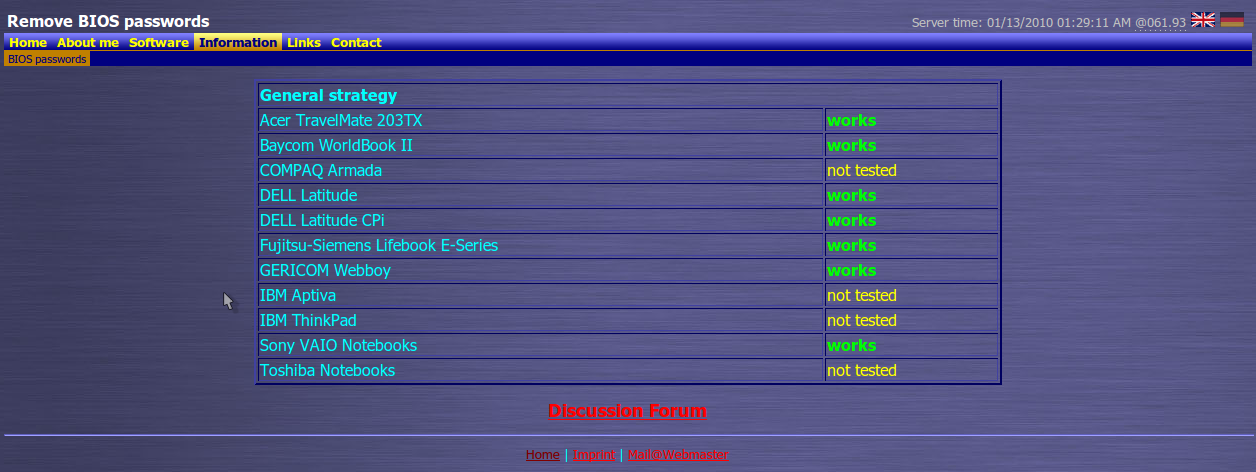 Remove BIOS passwords Server time: 01/13/2010 01:29:11 AM @061.93
Home About me Software Information Links Contact
BIOS passwords
General strategy
Acer TravelMate 203TX works
Baycom WorldBook II works
COMPAQ Armada not tested
DELL Latitude works
DELL Latitude CPi works
Fujitsu-Siemens Lifebook E-Series works
GERICOM Webboy works
IBM Aptiva not tested
IBM ThinkPad not tested
Sony VAIO Notebooks works
Toshiba Notebooks not tested
Discussion Forum
Home | Imprint | Mail@Webmaster